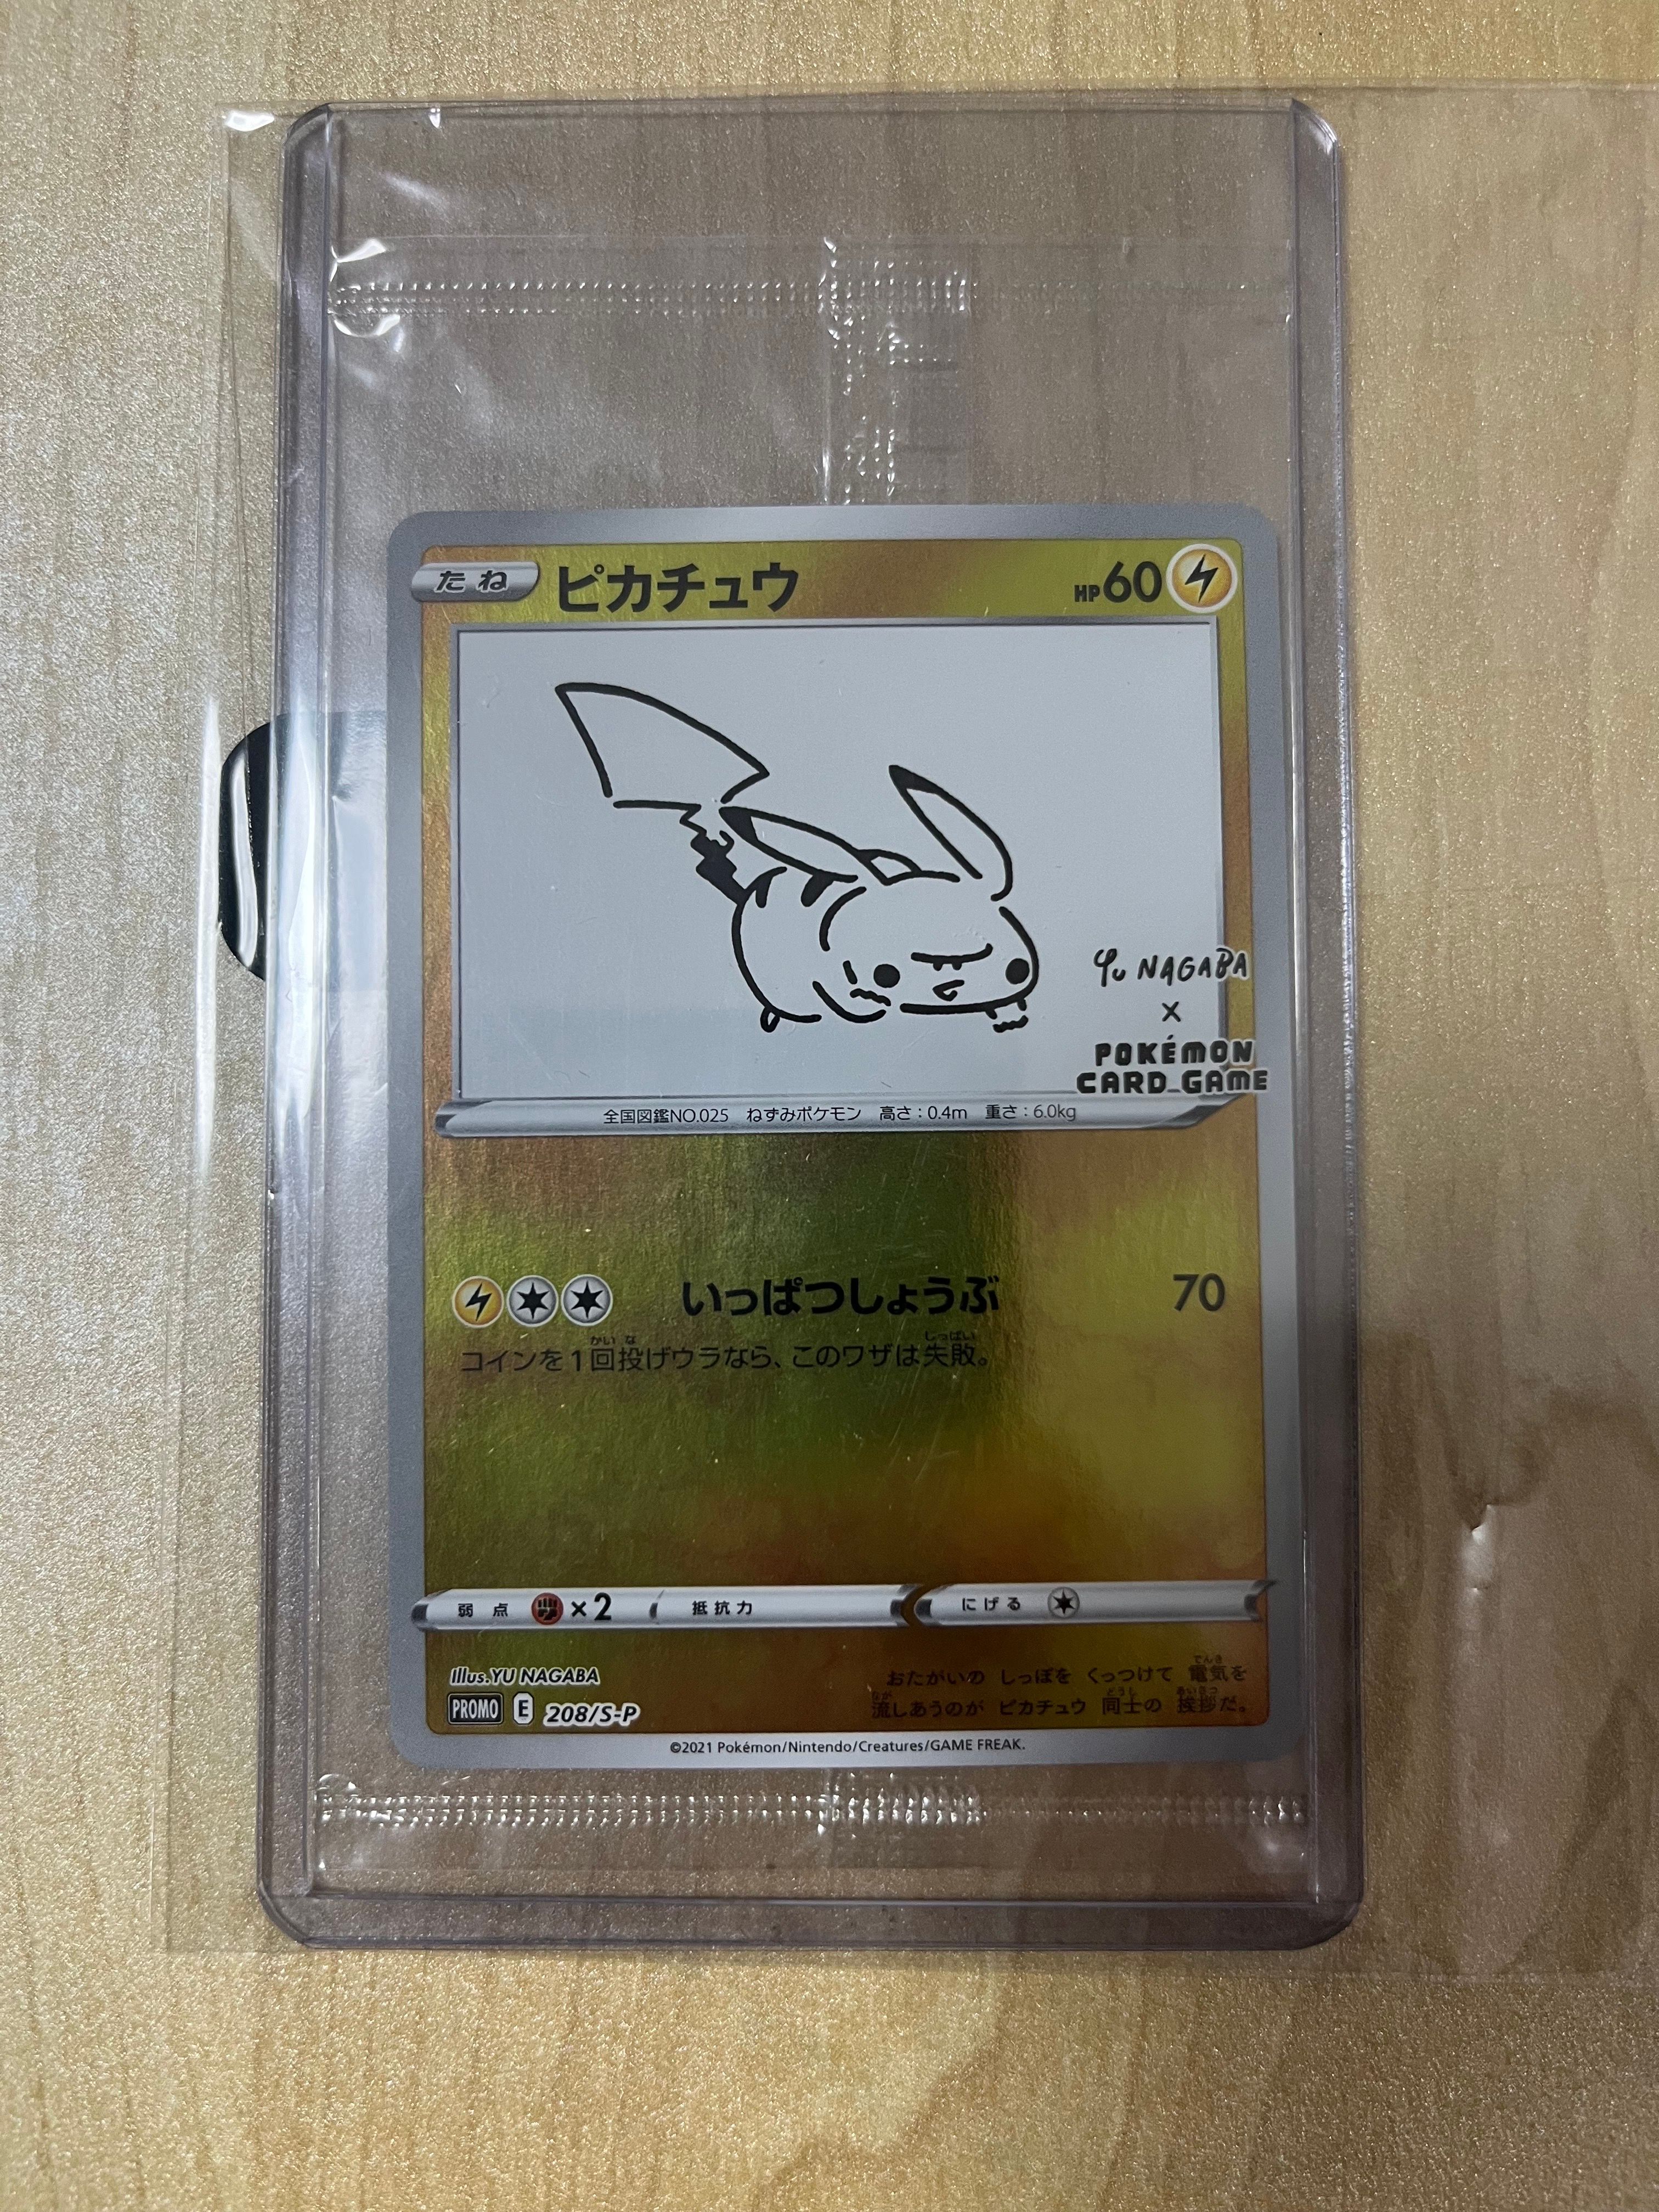 たね ピカチュウ HP60
YU NAGABA
×
POKÉMON
CARD GAME
全国図鑑NO.025 ねずみポケモン 高さ:0.4m 重さ:6.0kg
いっぱつしょうぶ 70
コインを1回投げウラなら、このワザは失敗。
弱点 ×2 抵抗力 にげる
Illus.YU NAGABA
PROMO E 208/S-P
おたがいの しっぽを くっつけて 電気を
流しあうのが ピカチュウ 同士の 挨拶だ。
©2021 Pokémon/Nintendo/Creatures/GAME FREAK.